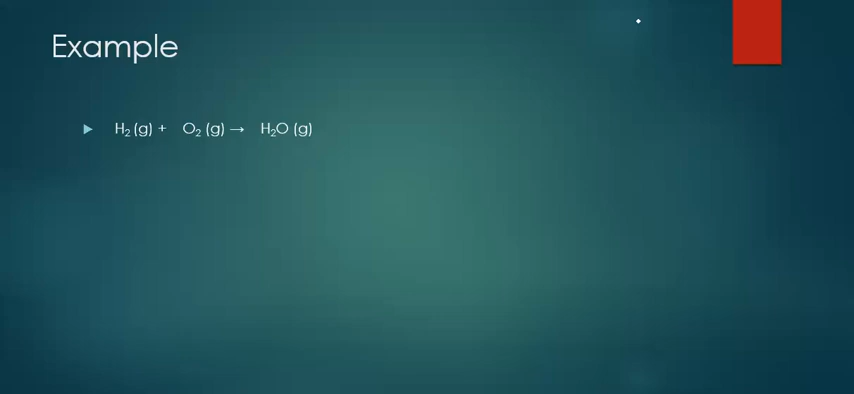 Example
H₂ (g) + O₂ (g) → H₂O (g)